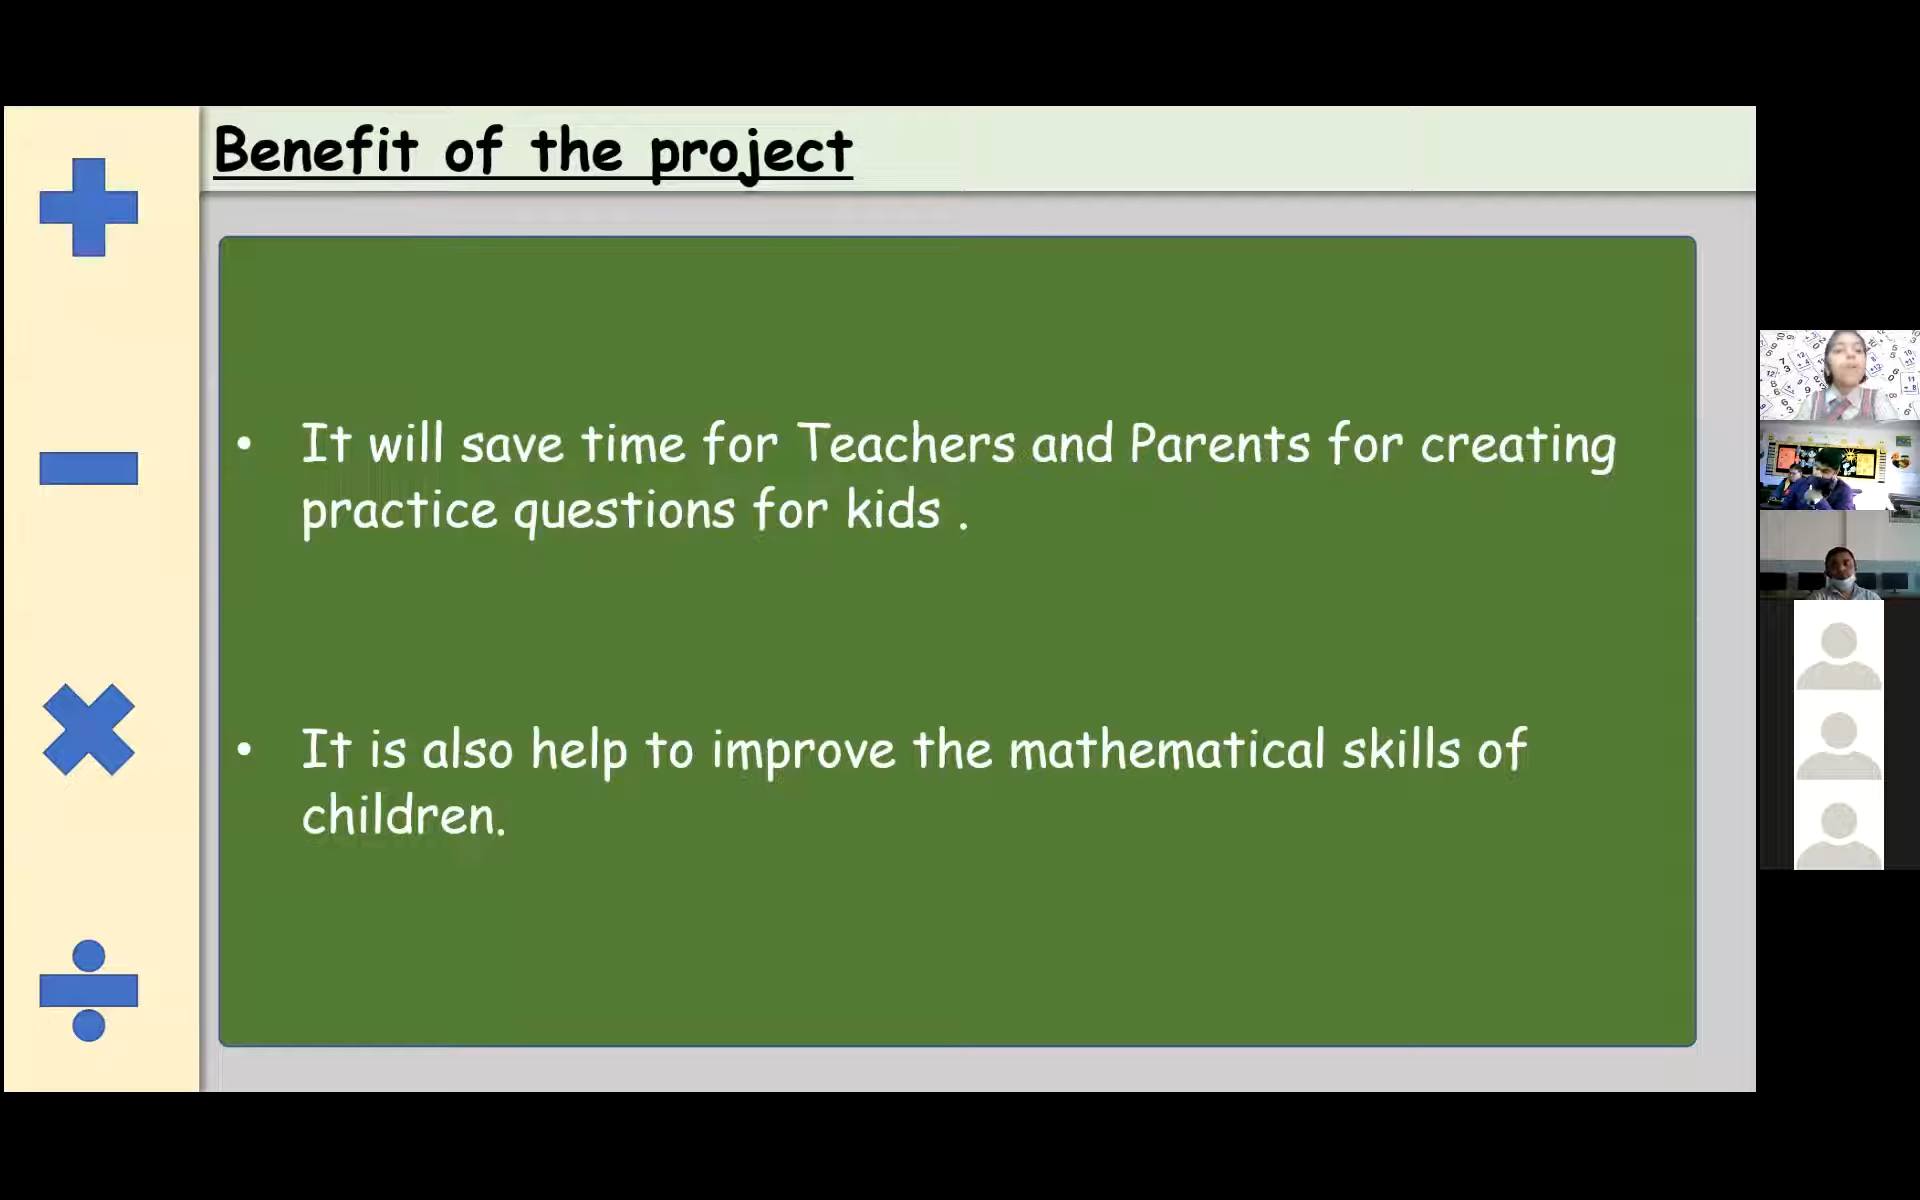 Benefit of the project
• It will save time for Teachers and Parents for creating
practice questions for kids .
• It is also help to improve the mathematical skills of
children.